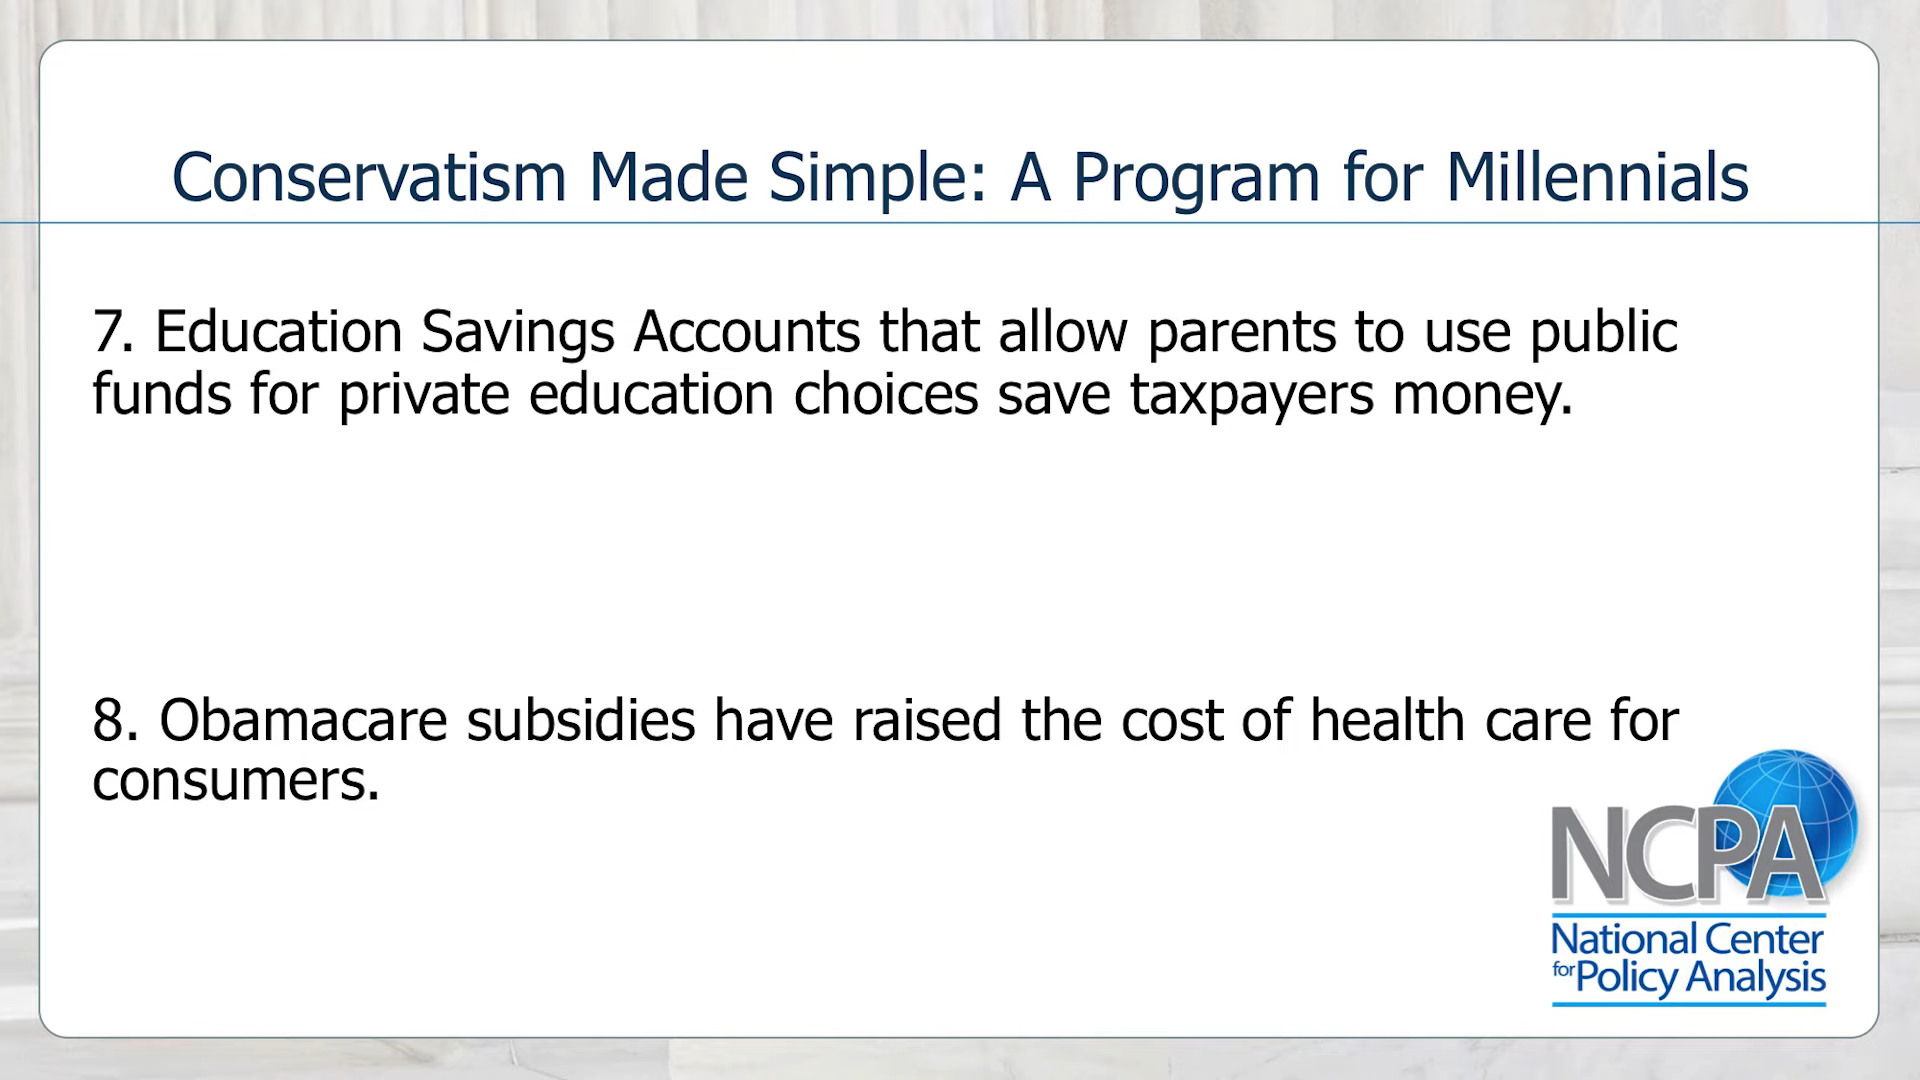 Conservatism Made Simple: A Program for Millennials
7. Education Savings Accounts that allow parents to use public
funds for private education choices save taxpayers money.
8. Obamacare subsidies have raised the cost of health care for
consumers.
NCPA
National Center
for Policy Analysis